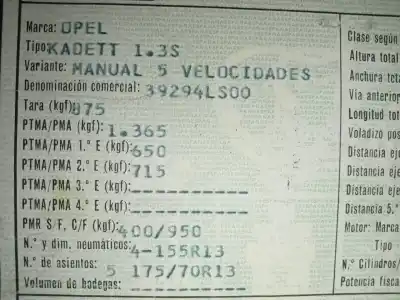 Marca: OPEL
Tipo: KADETT 1.3S
Variante: MANUAL 5 VELOCIDADES
Denominación comercial: 39294LS00
Tara (kgf): 875
PTMA/PMA (kgf): 1.365
PTMA/PMA 1.º E (kgf): 650
PTMA/PMA 2.º E (kgf): 715
PTMA/PMA 3.º E (kgf): -----------
PTMA/PMA 4.º E (kgf): -----------
PMR S/F, C/F (kgf): 400/950
N.º y dim. neumáticos: 4-155R13
N.º de asientos: 5 175/70R13
Volumen de bodegas: ----------
Clase según
Altura total
Anchura tota
Vía anterior
Longitud tot
Voladizo pos
Distancia eje
Distancia eje
Distancia eje
Distancia 5.º
Motor: Marca
Tipo
N.º Cilindros/
Potencia fisca